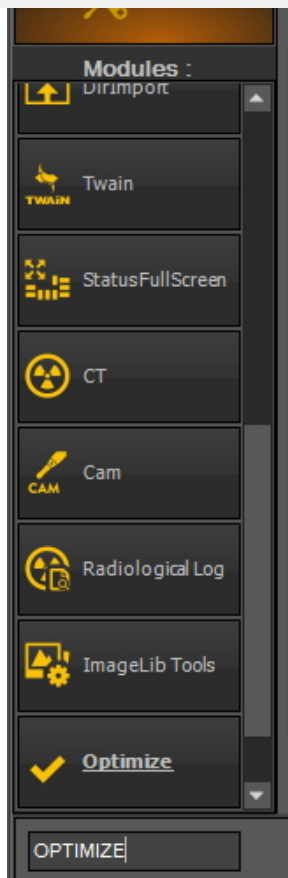 Modules :
DirImport
Twain
TWAIN
StatusFullScreen
CT
Cam
CAM
Radiological Log
ImageLib Tools
Optimize
OPTIMIZE